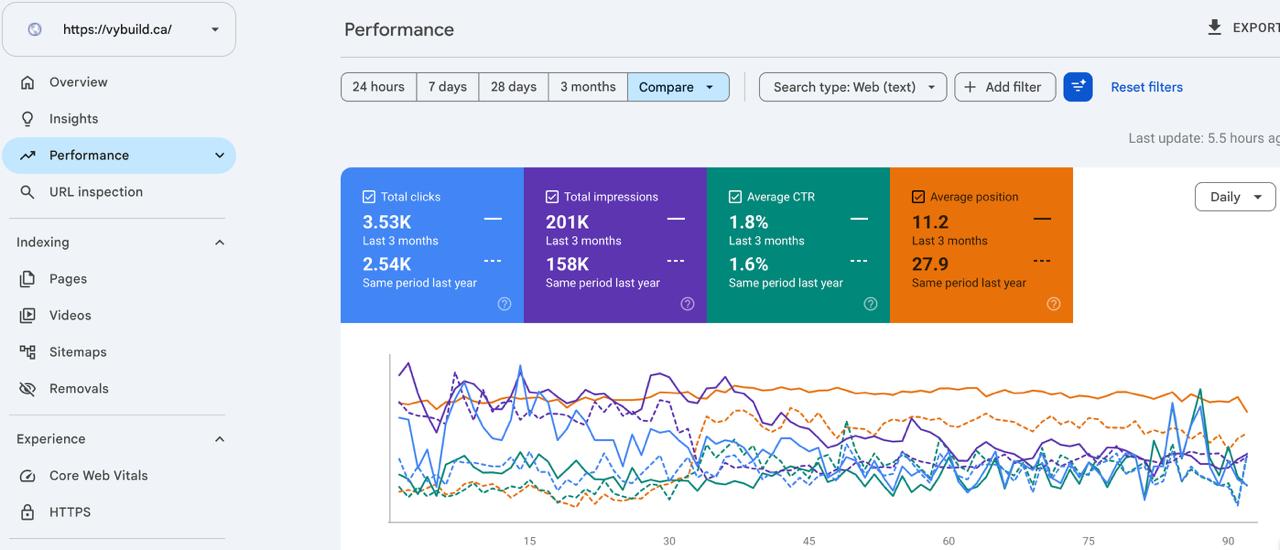 https://vybuild.ca/
Overview
Insights
Performance
URL inspection
Indexing
Pages
Videos
Sitemaps
Removals
Experience
Core Web Vitals
HTTPS
Performance
EXPORT
24 hours
7 days
28 days
3 months
Compare
Search type: Web (text)
Add filter
Reset filters
Last update: 5.5 hours ag
Total clicks
3.53K
Last 3 months
2.54K
Same period last year
Total impressions
201K
Last 3 months
158K
Same period last year
Average CTR
1.8%
Last 3 months
1.6%
Same period last year
Average position
11.2
Last 3 months
27.9
Same period last year
Daily
15
30
45
60
75
90